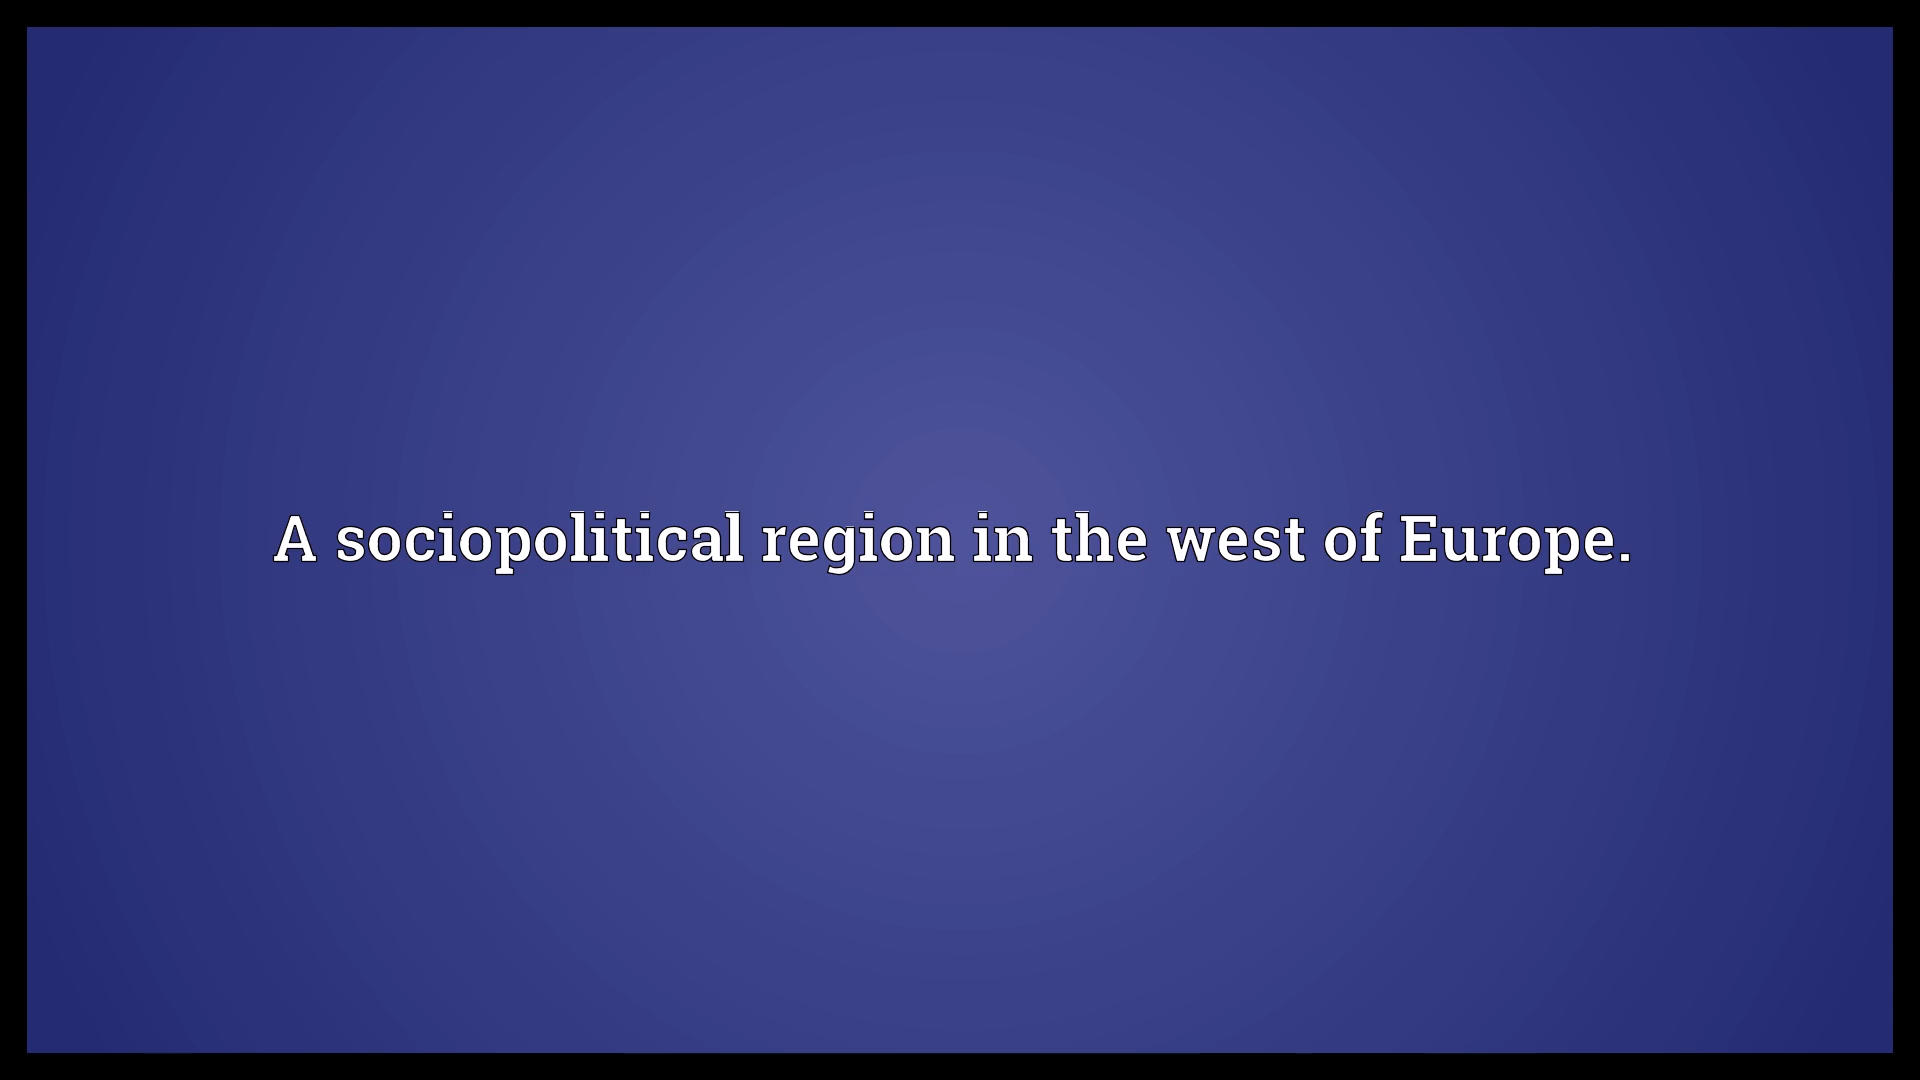 A sociopolitical region in the west of Europe.